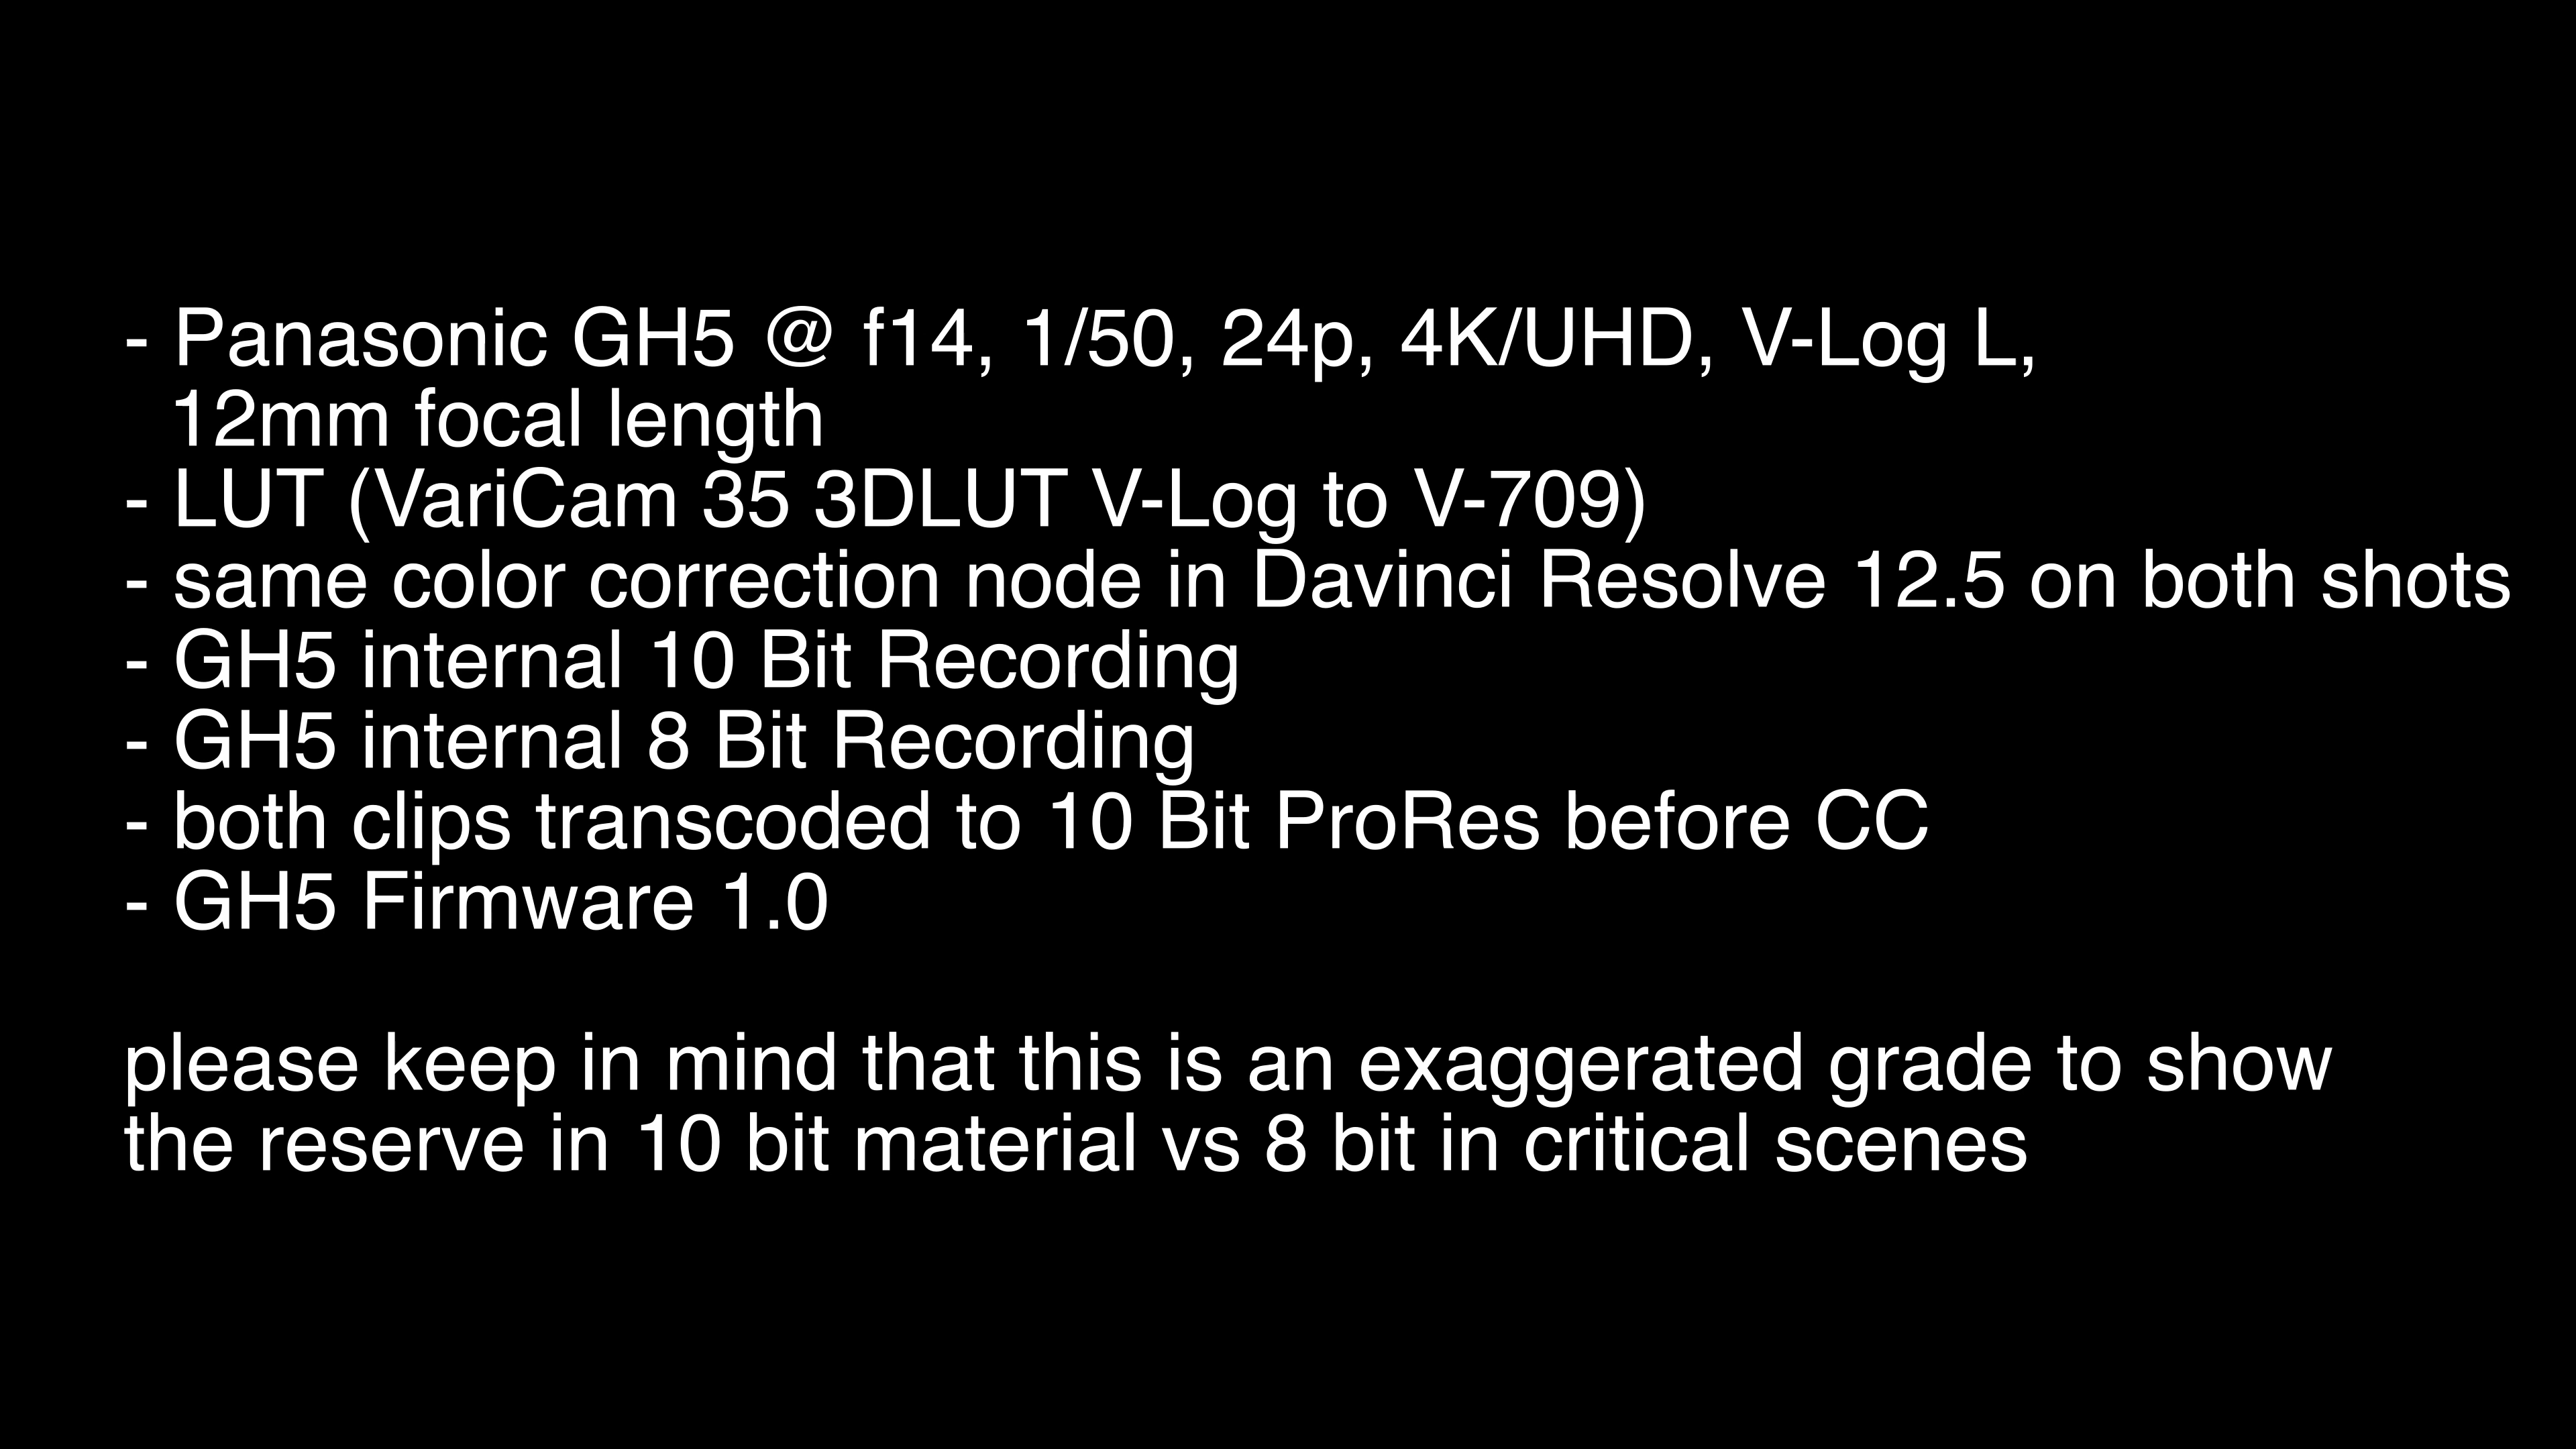 - Panasonic GH5 @ f14, 1/50, 24p, 4K/UHD, V-Log L,
12mm focal length
- LUT (VariCam 35 3DLUT V-Log to V-709)
- same color correction node in Davinci Resolve 12.5 on both shots
- GH5 internal 10 Bit Recording
- GH5 internal 8 Bit Recording
- both clips transcoded to 10 Bit ProRes before CC
- GH5 Firmware 1.0
please keep in mind that this is an exaggerated grade to show
the reserve in 10 bit material vs 8 bit in critical scenes